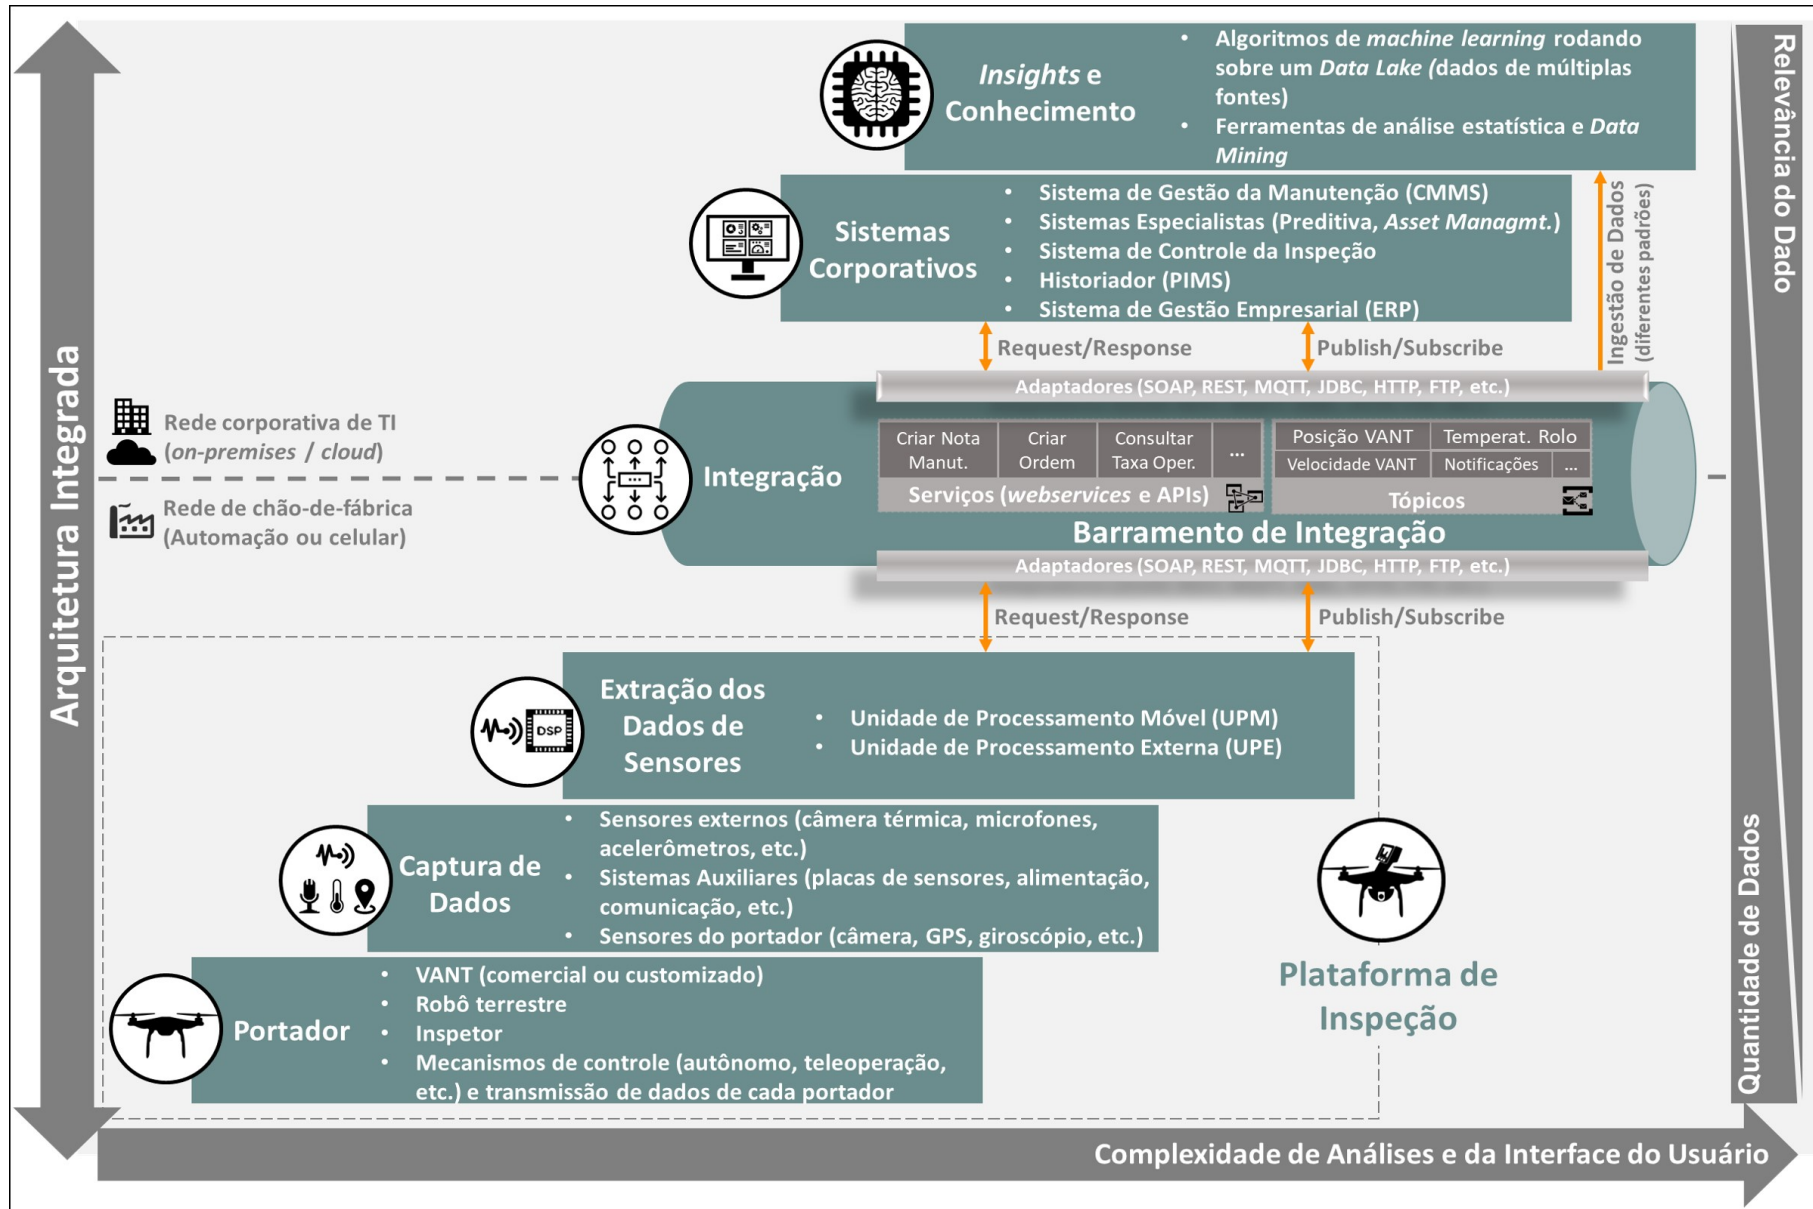 Arquitetura Integrada
Insights e
Conhecimento
• Algoritmos de machine learning rodando
sobre um Data Lake (dados de múltiplas
fontes)
• Ferramentas de análise estatística e Data
Mining
Sistemas
Corporativos
• Sistema de Gestão da Manutenção (CMMS)
• Sistemas Especialistas (Preditiva, Asset Managmt.)
• Sistema de Controle da Inspeção
• Historiador (PIMS)
• Sistema de Gestão Empresarial (ERP)
Ingestão de Dados
(diferentes padrões)
Relevância do Dado
Request/Response
Publish/Subscribe
Adaptadores (SOAP, REST, MQTT, JDBC, HTTP, FTP, etc.)
Rede corporativa de TI
(on-premises / cloud)
Rede de chão-de-fábrica
(Automação ou celular)
Integração
Criar Nota
Manut.
Criar
Ordem
Consultar
Taxa Oper.
...
Serviços (webservices e APIs)
Posição VANT
Temperat. Rolo
Velocidade VANT
Notificações
...
Tópicos
Barramento de Integração
Adaptadores (SOAP, REST, MQTT, JDBC, HTTP, FTP, etc.)
Request/Response
Publish/Subscribe
DSP
Extração dos
Dados de
Sensores
• Unidade de Processamento Móvel (UPM)
• Unidade de Processamento Externa (UPE)
Captura de
Dados
• Sensores externos (câmera térmica, microfones,
acelerômetros, etc.)
• Sistemas Auxiliares (placas de sensores, alimentação,
comunicação, etc.)
• Sensores do portador (câmera, GPS, giroscópio, etc.)
Portador
• VANT (comercial ou customizado)
• Robô terrestre
• Inspetor
• Mecanismos de controle (autônomo, teleoperação,
etc.) e transmissão de dados de cada portador
Plataforma de
Inspeção
Quantidade de Dados
Complexidade de Análises e da Interface do Usuário